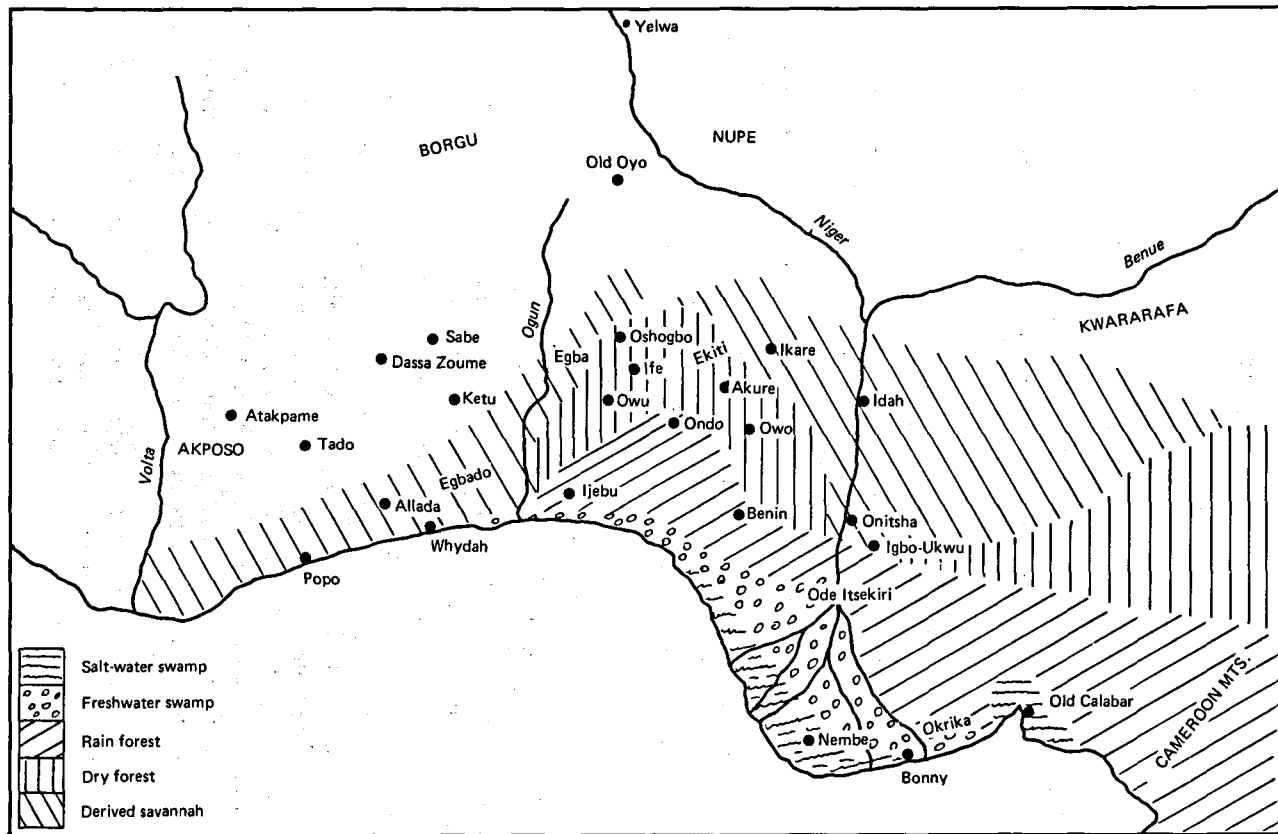 Yelwa
BORGU
NUPE
Old Oyo
Niger
Benue
KWARARAFA
Ogun
Sabe
Dassa Zoume
Egba
Oshogbo
Ekiti
Ikare
Ife
Ketu
Owu
Akure
Idah
Atakpame
Ondo
Owo
AKPOSO
Tado
Volta
Egbado
Ijebu
Allada
Benin
Onitsha
Whydah
Igbo-Ukwu
Popo
Ode Itsekiri
Salt-water swamp
Freshwater swamp
Rain forest
Dry forest
Derived savannah
Old Calabar
CAMEROON MTS.
Okrika
Nembe
Bonny